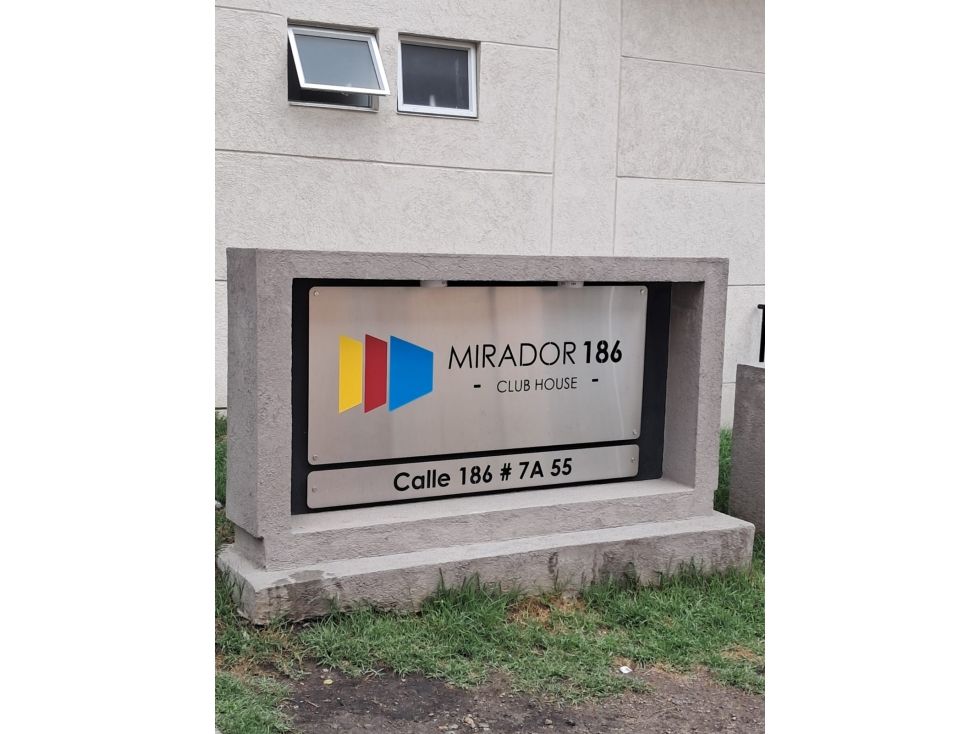 MIRADOR 186
- CLUB HOUSE -
Calle 186 # 7A 55